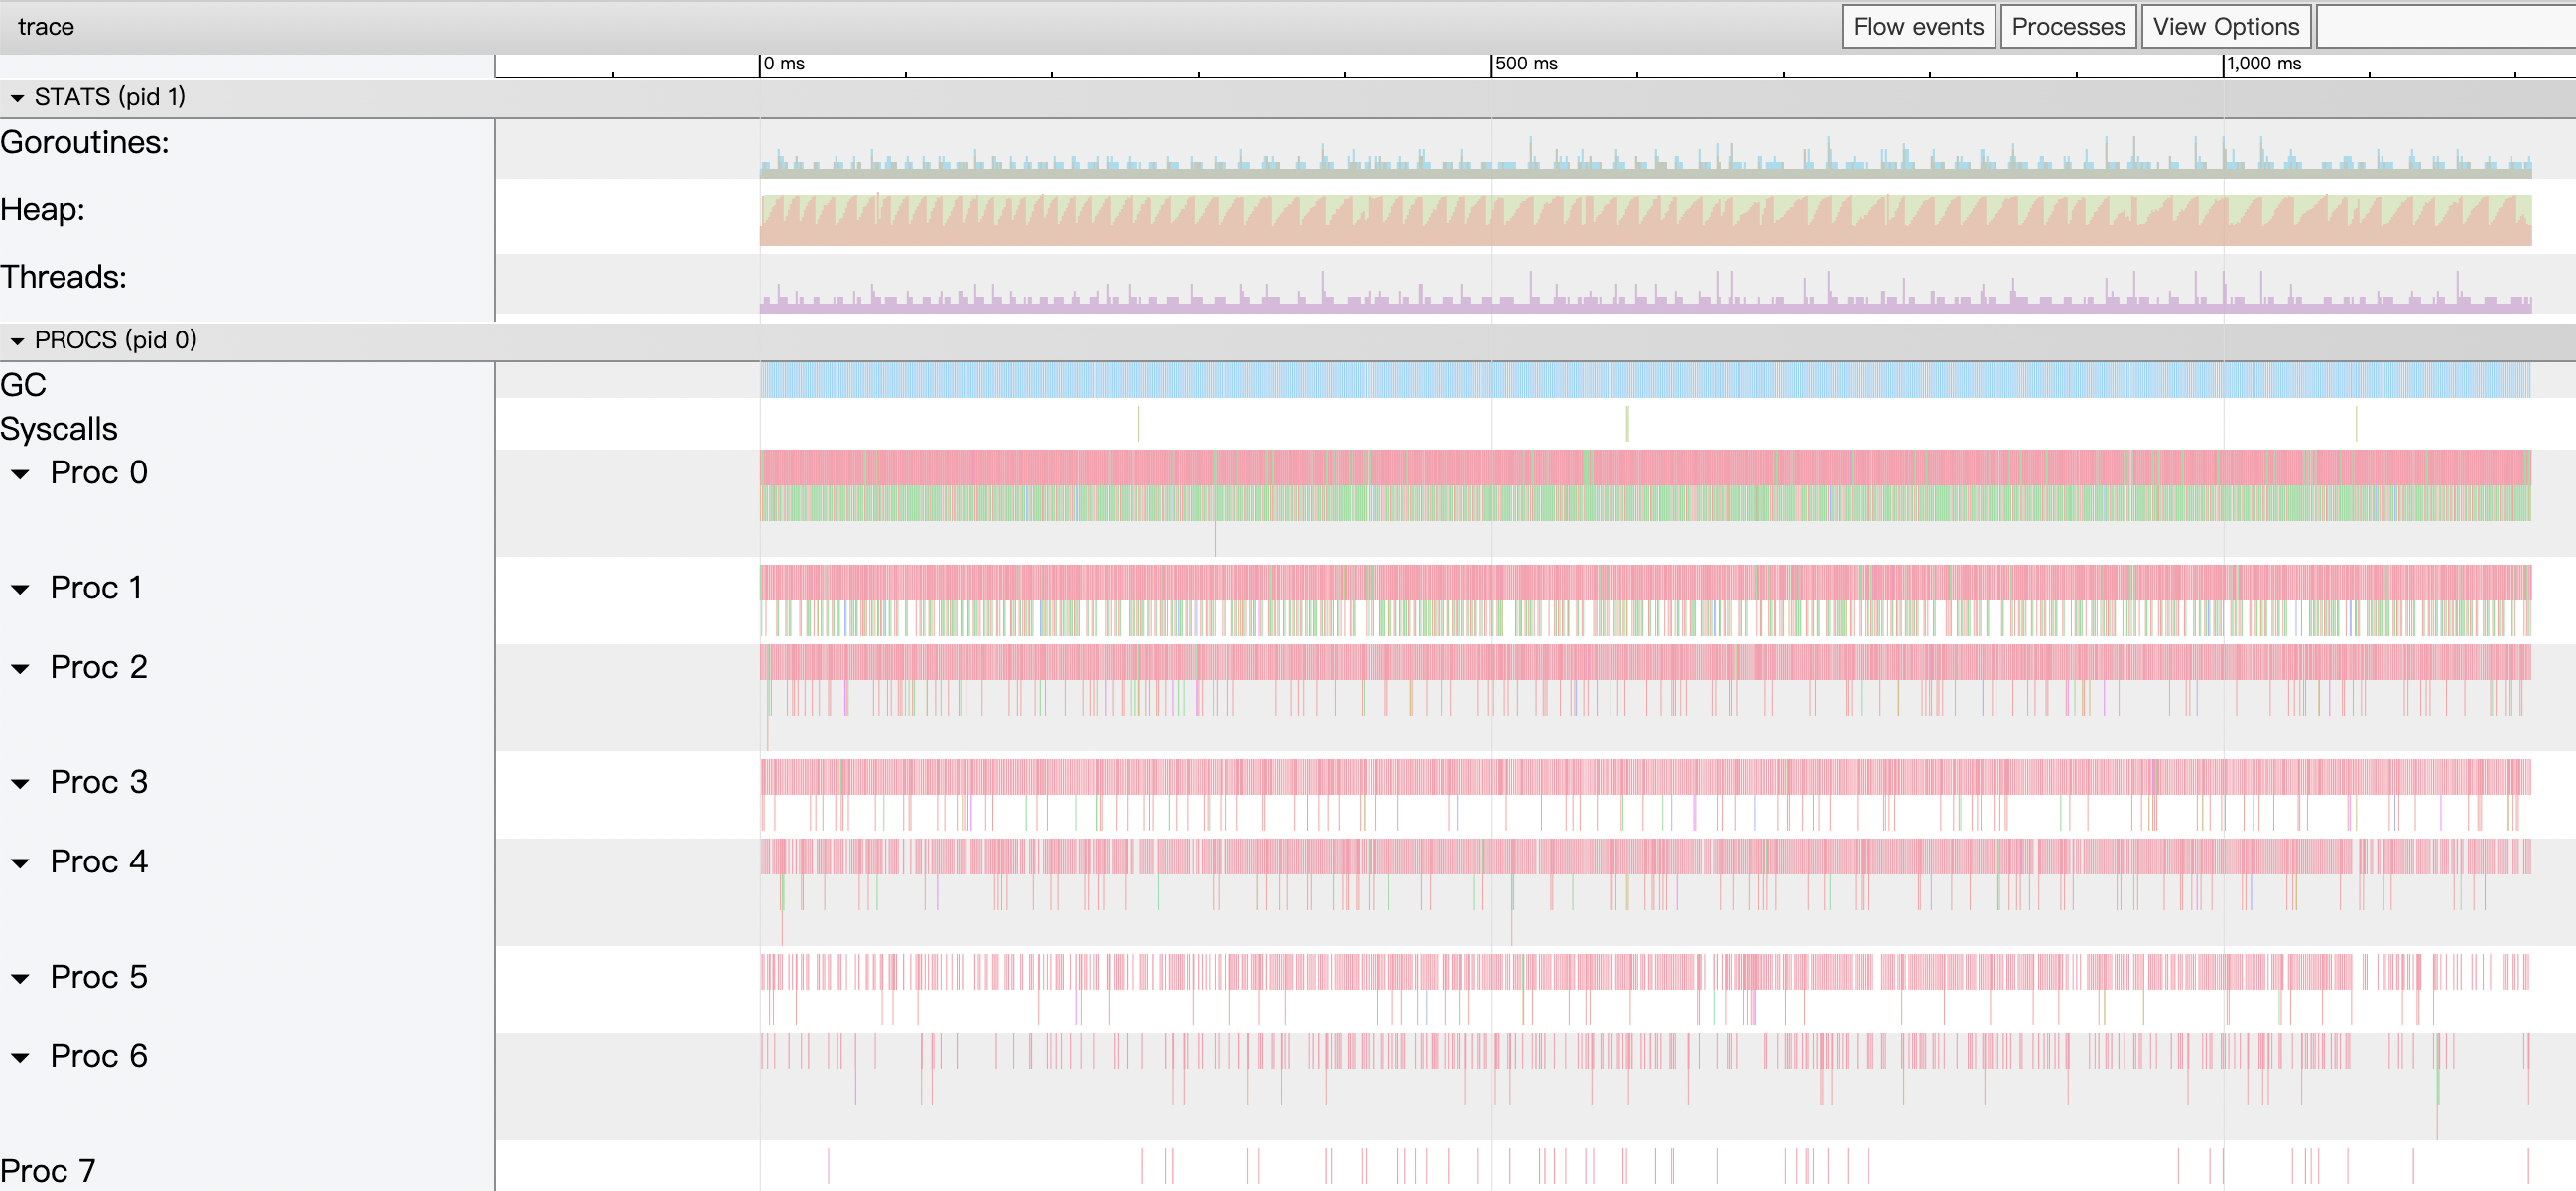 trace
Flow events
Processes
View Options
0 ms
500 ms
1,000 ms
STATS (pid 1)
Goroutines:
Heap:
Threads:
PROCS (pid 0)
GC
Syscalls
Proc 0
Proc 1
Proc 2
Proc 3
Proc 4
Proc 5
Proc 6
Proc 7